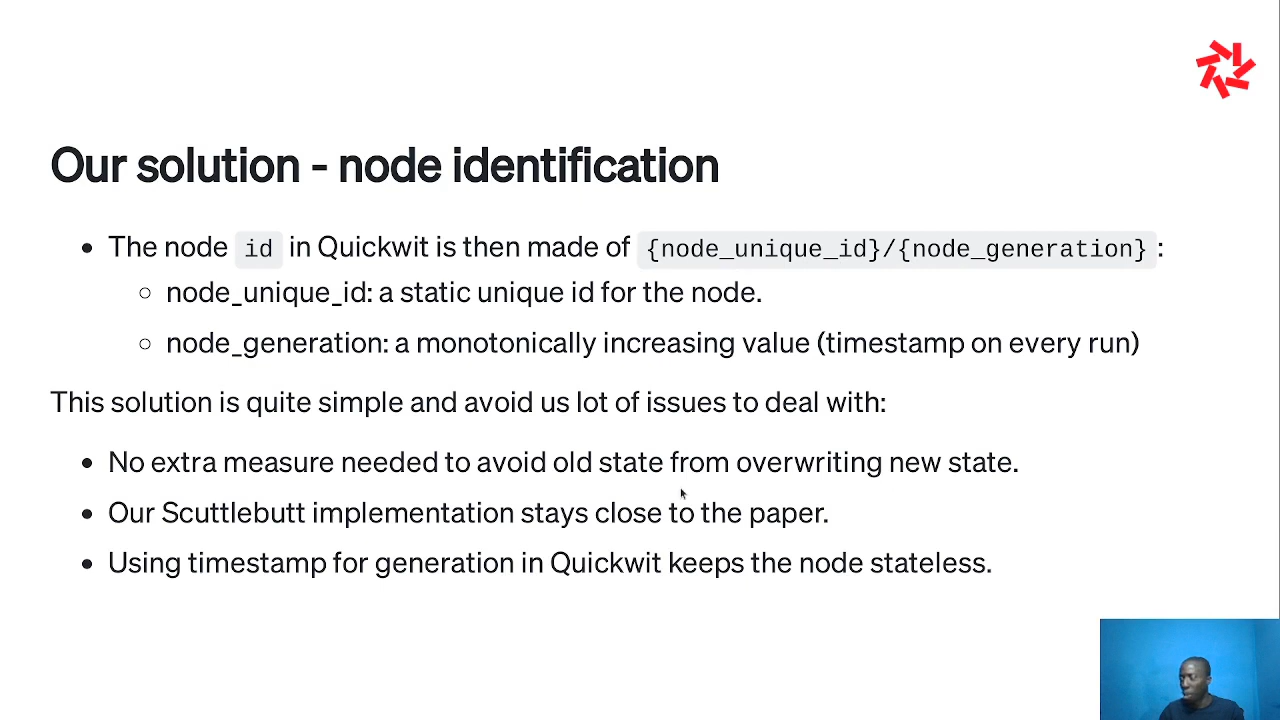 Our solution - node identification
The node id in Quickwit is then made of {node_unique_id}/{node_generation} :
node_unique_id: a static unique id for the node.
node_generation: a monotonically increasing value (timestamp on every run)
This solution is quite simple and avoid us lot of issues to deal with:
No extra measure needed to avoid old state from overwriting new state.
Our Scuttlebutt implementation stays close to the paper.
Using timestamp for generation in Quickwit keeps the node stateless.